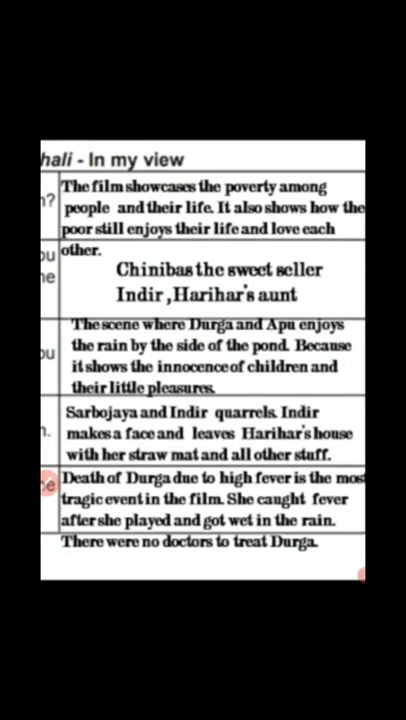 hali - In my view
n?
The film showcases the poverty among
people and their life. It also shows how the
poor still enjoys their life and love each
other.
ou
ne
Chinibas the sweet seller
Indir ,Harihar's aunt
ou
The scene where Durga and Apu enjoys
the rain by the side of the pond. Because
it shows the innocence of children and
their little pleasures.
n.
Sarbojaya and Indir quarrels. Indir
makes a face and leaves Harihar's house
with her straw mat and all other stuff.
ne
Death of Durga due to high fever is the most
tragic event in the film. She caught fever
after she played and got wet in the rain.
There were no doctors to treat Durga.